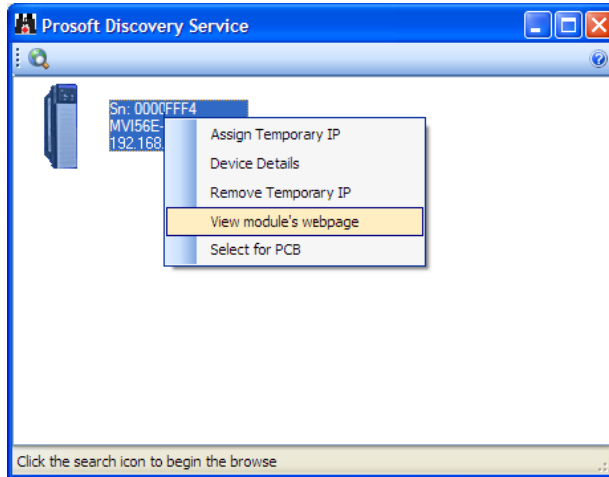 Prosoft Discovery Service
Sn: 0000FFF4
MVI56E-
192.168.
Assign Temporary IP
Device Details
Remove Temporary IP
View module's webpage
Select for PCB
Click the search icon to begin the browse